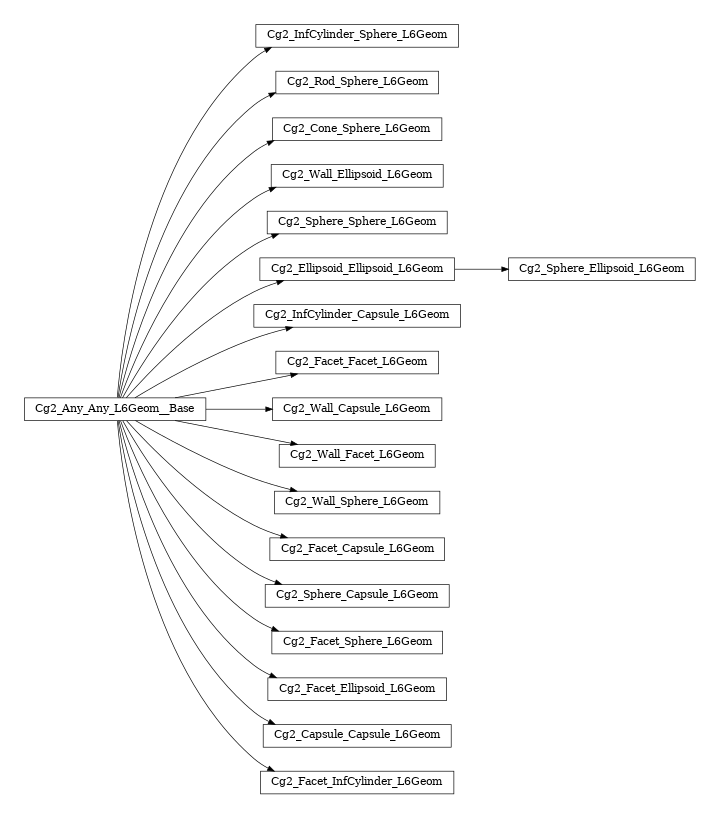 Cg2_InfCylinder_Sphere_L6Geom
Cg2_Rod_Sphere_L6Geom
Cg2_Cone_Sphere_L6Geom
Cg2_Wall_Ellipsoid_L6Geom
Cg2_Sphere_Sphere_L6Geom
Cg2_Ellipsoid_Ellipsoid_L6Geom
Cg2_Sphere_Ellipsoid_L6Geom
Cg2_InfCylinder_Capsule_L6Geom
Cg2_Facet_Facet_L6Geom
Cg2_Any_Any_L6Geom__Base
Cg2_Wall_Capsule_L6Geom
Cg2_Wall_Facet_L6Geom
Cg2_Wall_Sphere_L6Geom
Cg2_Facet_Capsule_L6Geom
Cg2_Sphere_Capsule_L6Geom
Cg2_Facet_Sphere_L6Geom
Cg2_Facet_Ellipsoid_L6Geom
Cg2_Capsule_Capsule_L6Geom
Cg2_Facet_InfCylinder_L6Geom